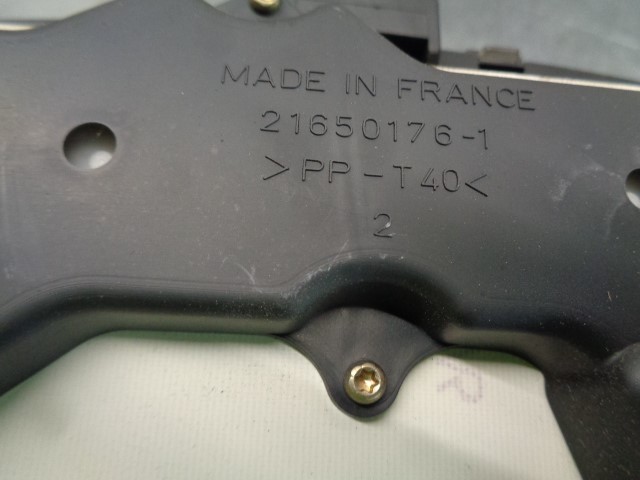 MADE IN FRANCE
21650176-1
>PP-T40<
2